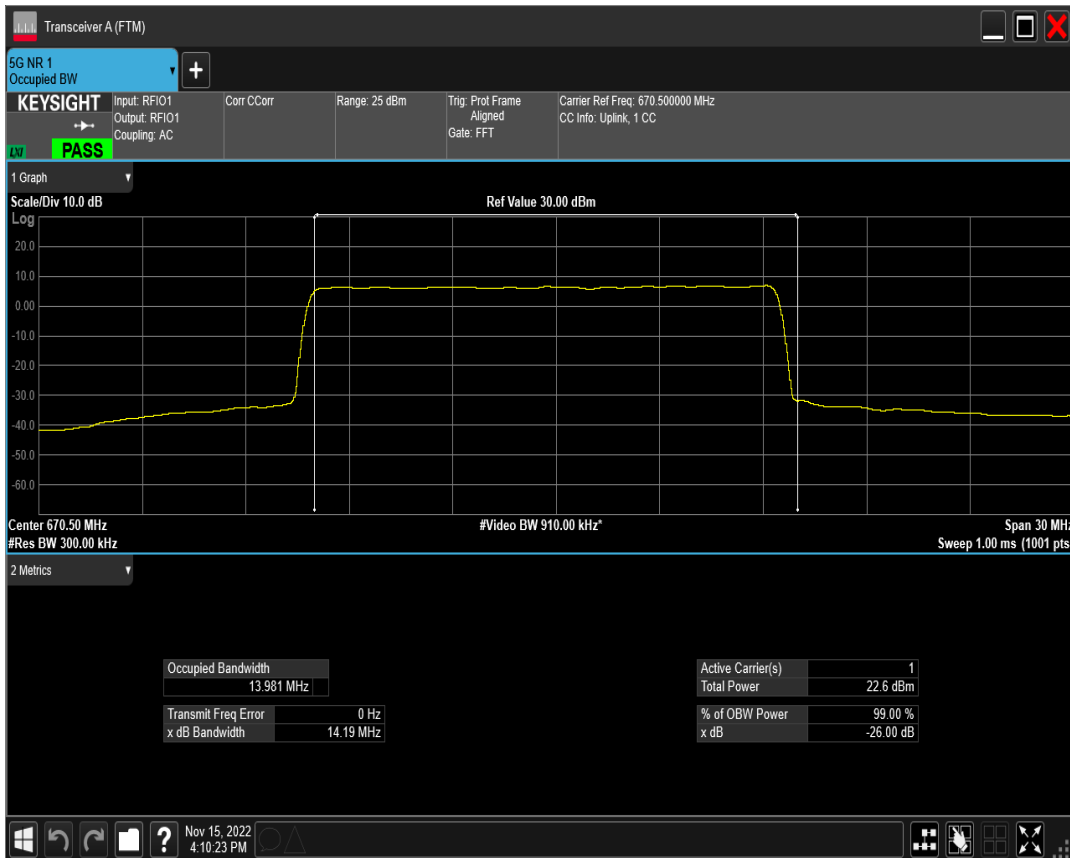 Transceiver A (FTM)
5G NR 1
Occupied BW
+
KEYSIGHT
LXI
PASS
Input: RFIO1
Output: RFIO1
Coupling: AC
Corr CCorr
Range: 25 dBm
Trig: Prot Frame
Aligned
Gate: FFT
Carrier Ref Freq: 670.500000 MHz
CC Info: Uplink, 1 CC
1 Graph
Scale/Div 10.0 dB
Ref Value 30.00 dBm
Log
20.0
10.0
0.00
-10.0
-20.0
-30.0
-40.0
-50.0
-60.0
Center 670.50 MHz
#Video BW 910.00 kHz*
Span 30 MHz
#Res BW 300.00 kHz
Sweep 1.00 ms (1001 pts
2 Metrics
Occupied Bandwidth
13.981 MHz
Transmit Freq Error 0 Hz
x dB Bandwidth 14.19 MHz
Active Carrier(s) 1
Total Power 22.6 dBm
% of OBW Power 99.00 %
x dB -26.00 dB
?
Nov 15, 2022
4:10:23 PM